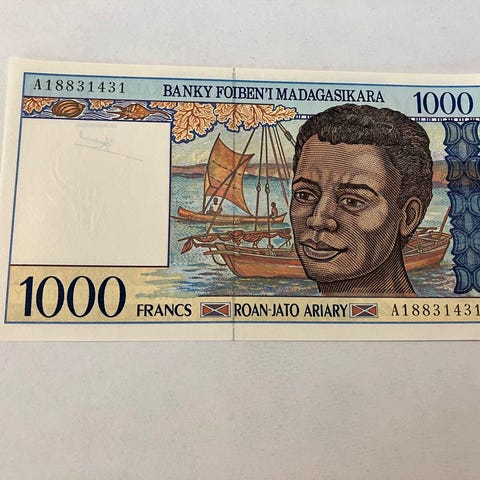 A18831431
BANKY FOIBEN'I MADAGASIKARA
1000
1000
FRANCS
ROAN-JATO ARIARY
A18831431